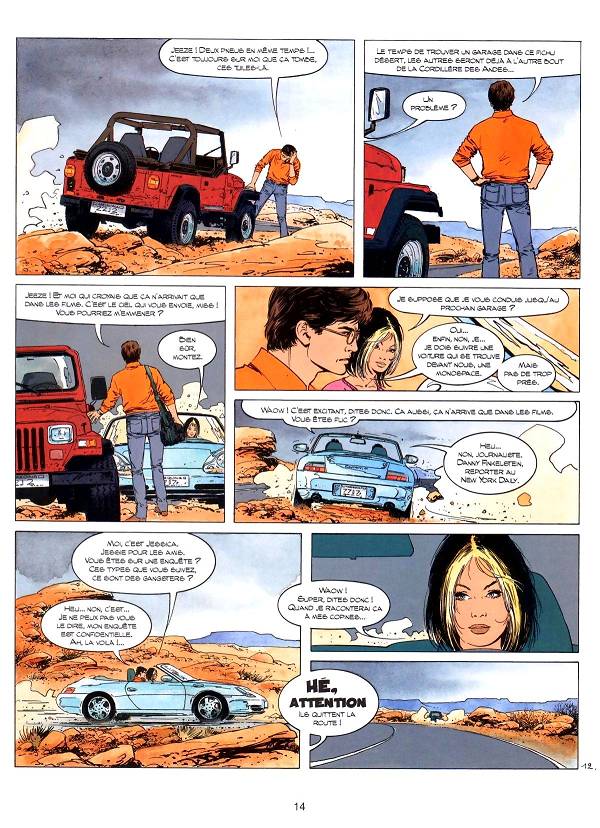 JEEZE ! DEUX PNEUS EN MÊME TEMPS !...
C'EST TOUJOURS SUR MOI QUE ÇA TOMBE,
CES TUILES-LÀ.
LE TEMPS DE TROUVER UN GARAGE DANS CE FICHU
DÉSERT, LES AUTRES SERONT DÉJÀ À L'AUTRE BOUT
DE LA CORDILLÈRE DES ANDES...
UN
PROBLÈME ?
JEEZE ! ET MOI QUI CROYAIS QUE ÇA N'ARRIVAIT QUE
DANS LES FILMS. C'EST LE CIEL QUI VOUS ENVOIE, MISS !
VOUS POURRIEZ M'EMMENER ?
BIEN
SÛR,
MONTEZ.
JE SUPPOSE QUE JE VOUS CONDUIS JUSQU'AU
PROCHAIN GARAGE ?
OUI...
ENFIN, NON, JE...
JE DOIS SUIVRE UNE
VOITURE QUI SE TROUVE
DEVANT NOUS, UNE
MONOSPACE.
MAIS
PAS DE TROP
PRÈS.
WAOW ! C'EST EXCITANT, DITES DONC. ÇA AUSSI, ÇA N'ARRIVE QUE DANS LES FILMS.
VOUS ÊTES FLIC ?
HEU...
NON, JOURNALISTE.
DANNY FINKELSTEIN,
REPORTER AU
NEW YORK DAILY.
MOI, C'EST JESSICA.
JESSIE POUR LES AMIS.
VOUS ÊTES SUR UNE ENQUÊTE ?
CES TYPES QUE VOUS SUIVEZ,
CE SONT DES GANGSTERS ?
HEU... NON, C'EST...
JE NE PEUX PAS VOUS
LE DIRE, MON ENQUÊTE
EST CONFIDENTIELLE.
AH, LA VOILÀ !...
WAOW !
SUPER, DITES DONC !
QUAND JE RACONTERAI ÇA
À MES COPINES...
HÉ,
ATTENTION
ILS QUITTENT LA
ROUTE !
12.
14